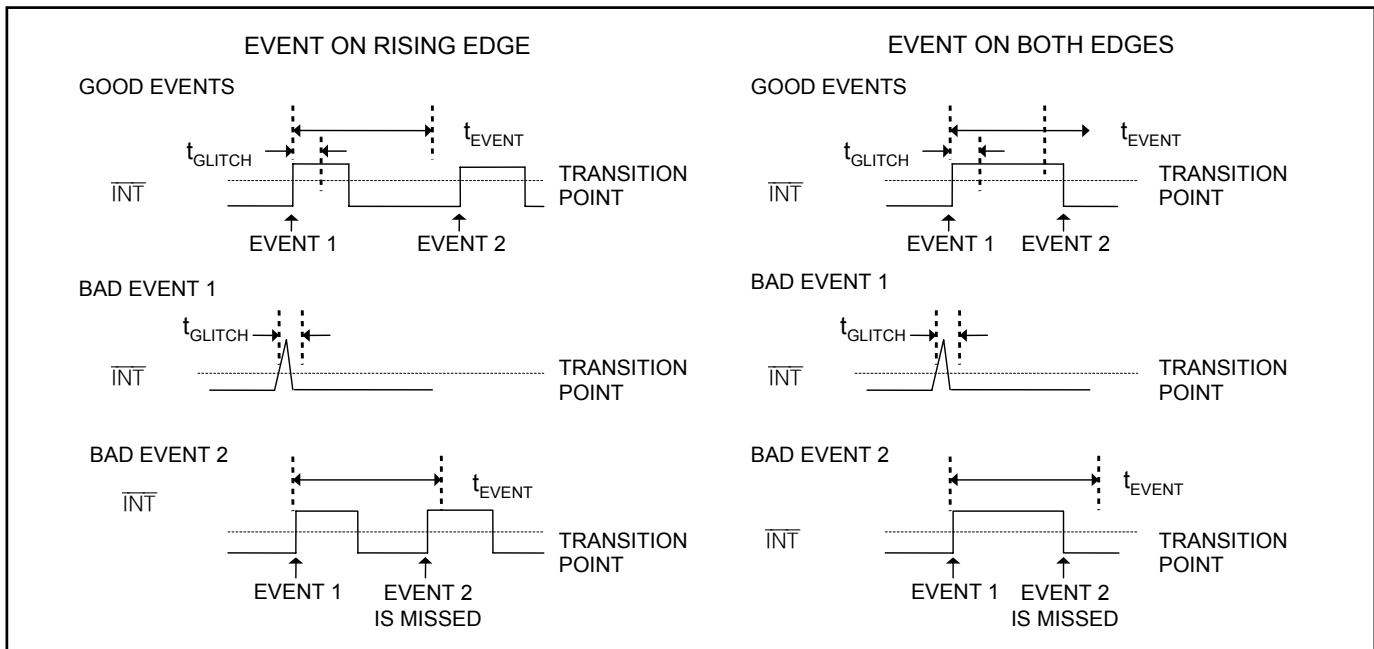 EVENT ON RISING EDGE
GOOD EVENTS
tEVENT
tGLITCH
INT
TRANSITION
POINT
EVENT 1
EVENT 2
BAD EVENT 1
tGLITCH
INT
TRANSITION
POINT
BAD EVENT 2
INT
tEVENT
TRANSITION
POINT
EVENT 1
EVENT 2
IS MISSED
EVENT ON BOTH EDGES
GOOD EVENTS
tEVENT
tGLITCH
INT
TRANSITION
POINT
EVENT 1
EVENT 2
BAD EVENT 1
tGLITCH
INT
TRANSITION
POINT
BAD EVENT 2
tEVENT
INT
TRANSITION
POINT
EVENT 1
EVENT 2
IS MISSED